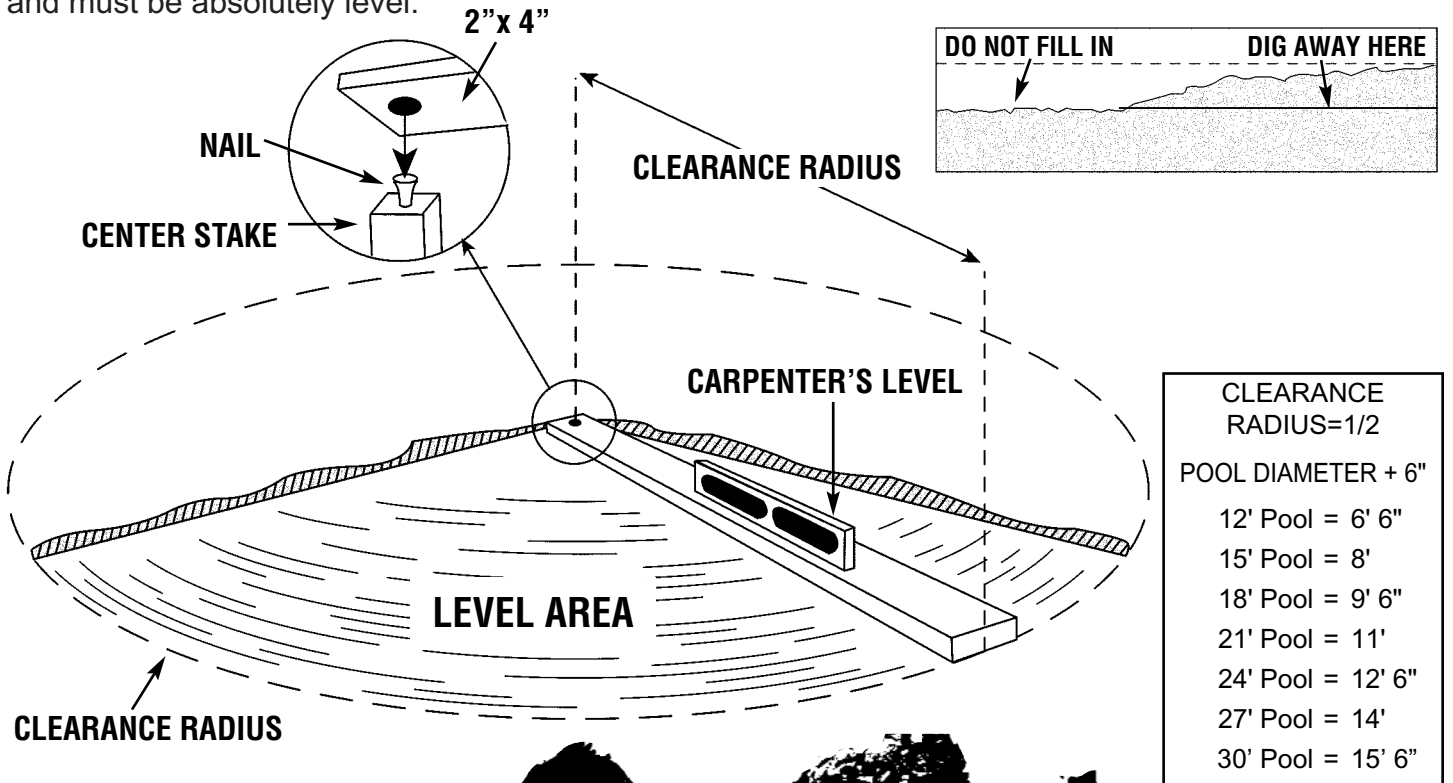 and must be absolutely level.
2”x 4”
NAIL
CENTER STAKE
CLEARANCE RADIUS
DO NOT FILL IN
DIG AWAY HERE
CARPENTER’S LEVEL
LEVEL AREA
CLEARANCE RADIUS
CLEARANCE
RADIUS=1/2
POOL DIAMETER + 6"
12' Pool = 6' 6"
15' Pool = 8'
18' Pool = 9' 6"
21' Pool = 11'
24' Pool = 12' 6"
27' Pool = 14'
30’ Pool = 15’ 6”